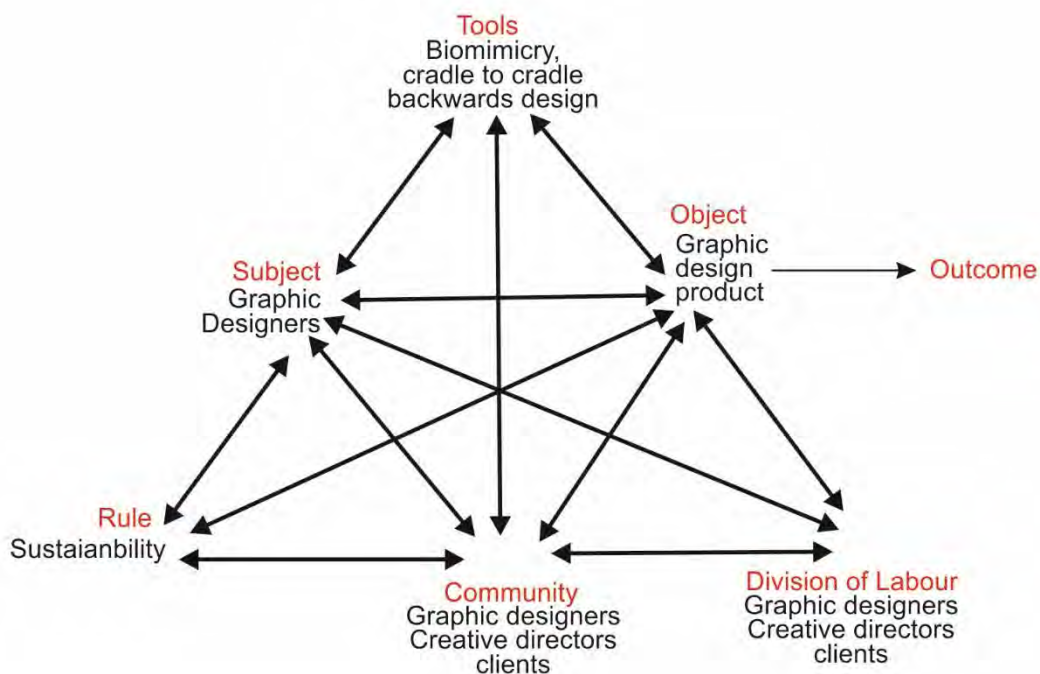 Tools
Biomimicry,
cradle to cradle
backwards design
Object
Graphic
design
product
Outcome
Subject
Graphic
Designers
Rule
Sustaianbility
Community
Graphic designers
Creative directors
clients
Division of Labour
Graphic designers
Creative directors
clients